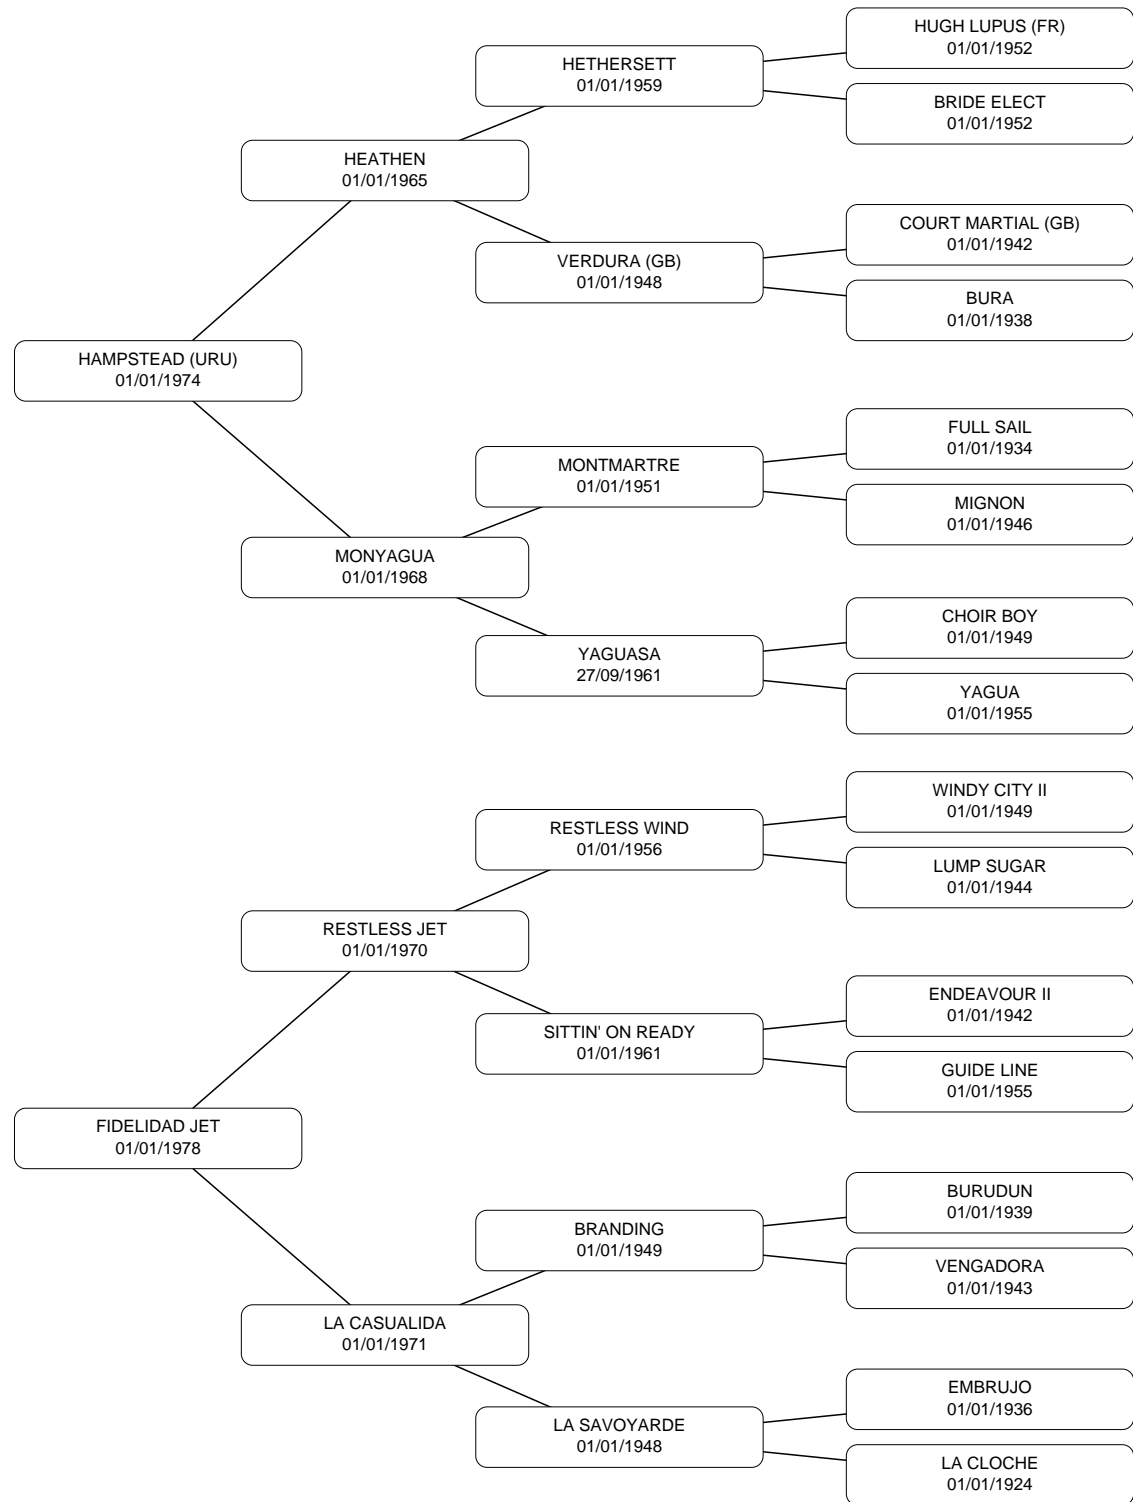 HUGH LUPUS (FR)
01/01/1952
HETHERSETT
01/01/1959
BRIDE ELECT
01/01/1952
HEATHEN
01/01/1965
COURT MARTIAL (GB)
01/01/1942
VERDURA (GB)
01/01/1948
BURA
01/01/1938
HAMPSTEAD (URU)
01/01/1974
FULL SAIL
01/01/1934
MONTMARTRE
01/01/1951
MIGNON
01/01/1946
MONYAGUA
01/01/1968
CHOIR BOY
01/01/1949
YAGUASA
27/09/1961
YAGUA
01/01/1955
WINDY CITY II
01/01/1949
RESTLESS WIND
01/01/1956
LUMP SUGAR
01/01/1944
RESTLESS JET
01/01/1970
ENDEAVOUR II
01/01/1942
SITTIN' ON READY
01/01/1961
GUIDE LINE
01/01/1955
FIDELIDAD JET
01/01/1978
BURUDUN
01/01/1939
BRANDING
01/01/1949
VENGADORA
01/01/1943
LA CASUALIDA
01/01/1971
EMBRUJO
01/01/1936
LA SAVOYARDE
01/01/1948
LA CLOCHE
01/01/1924